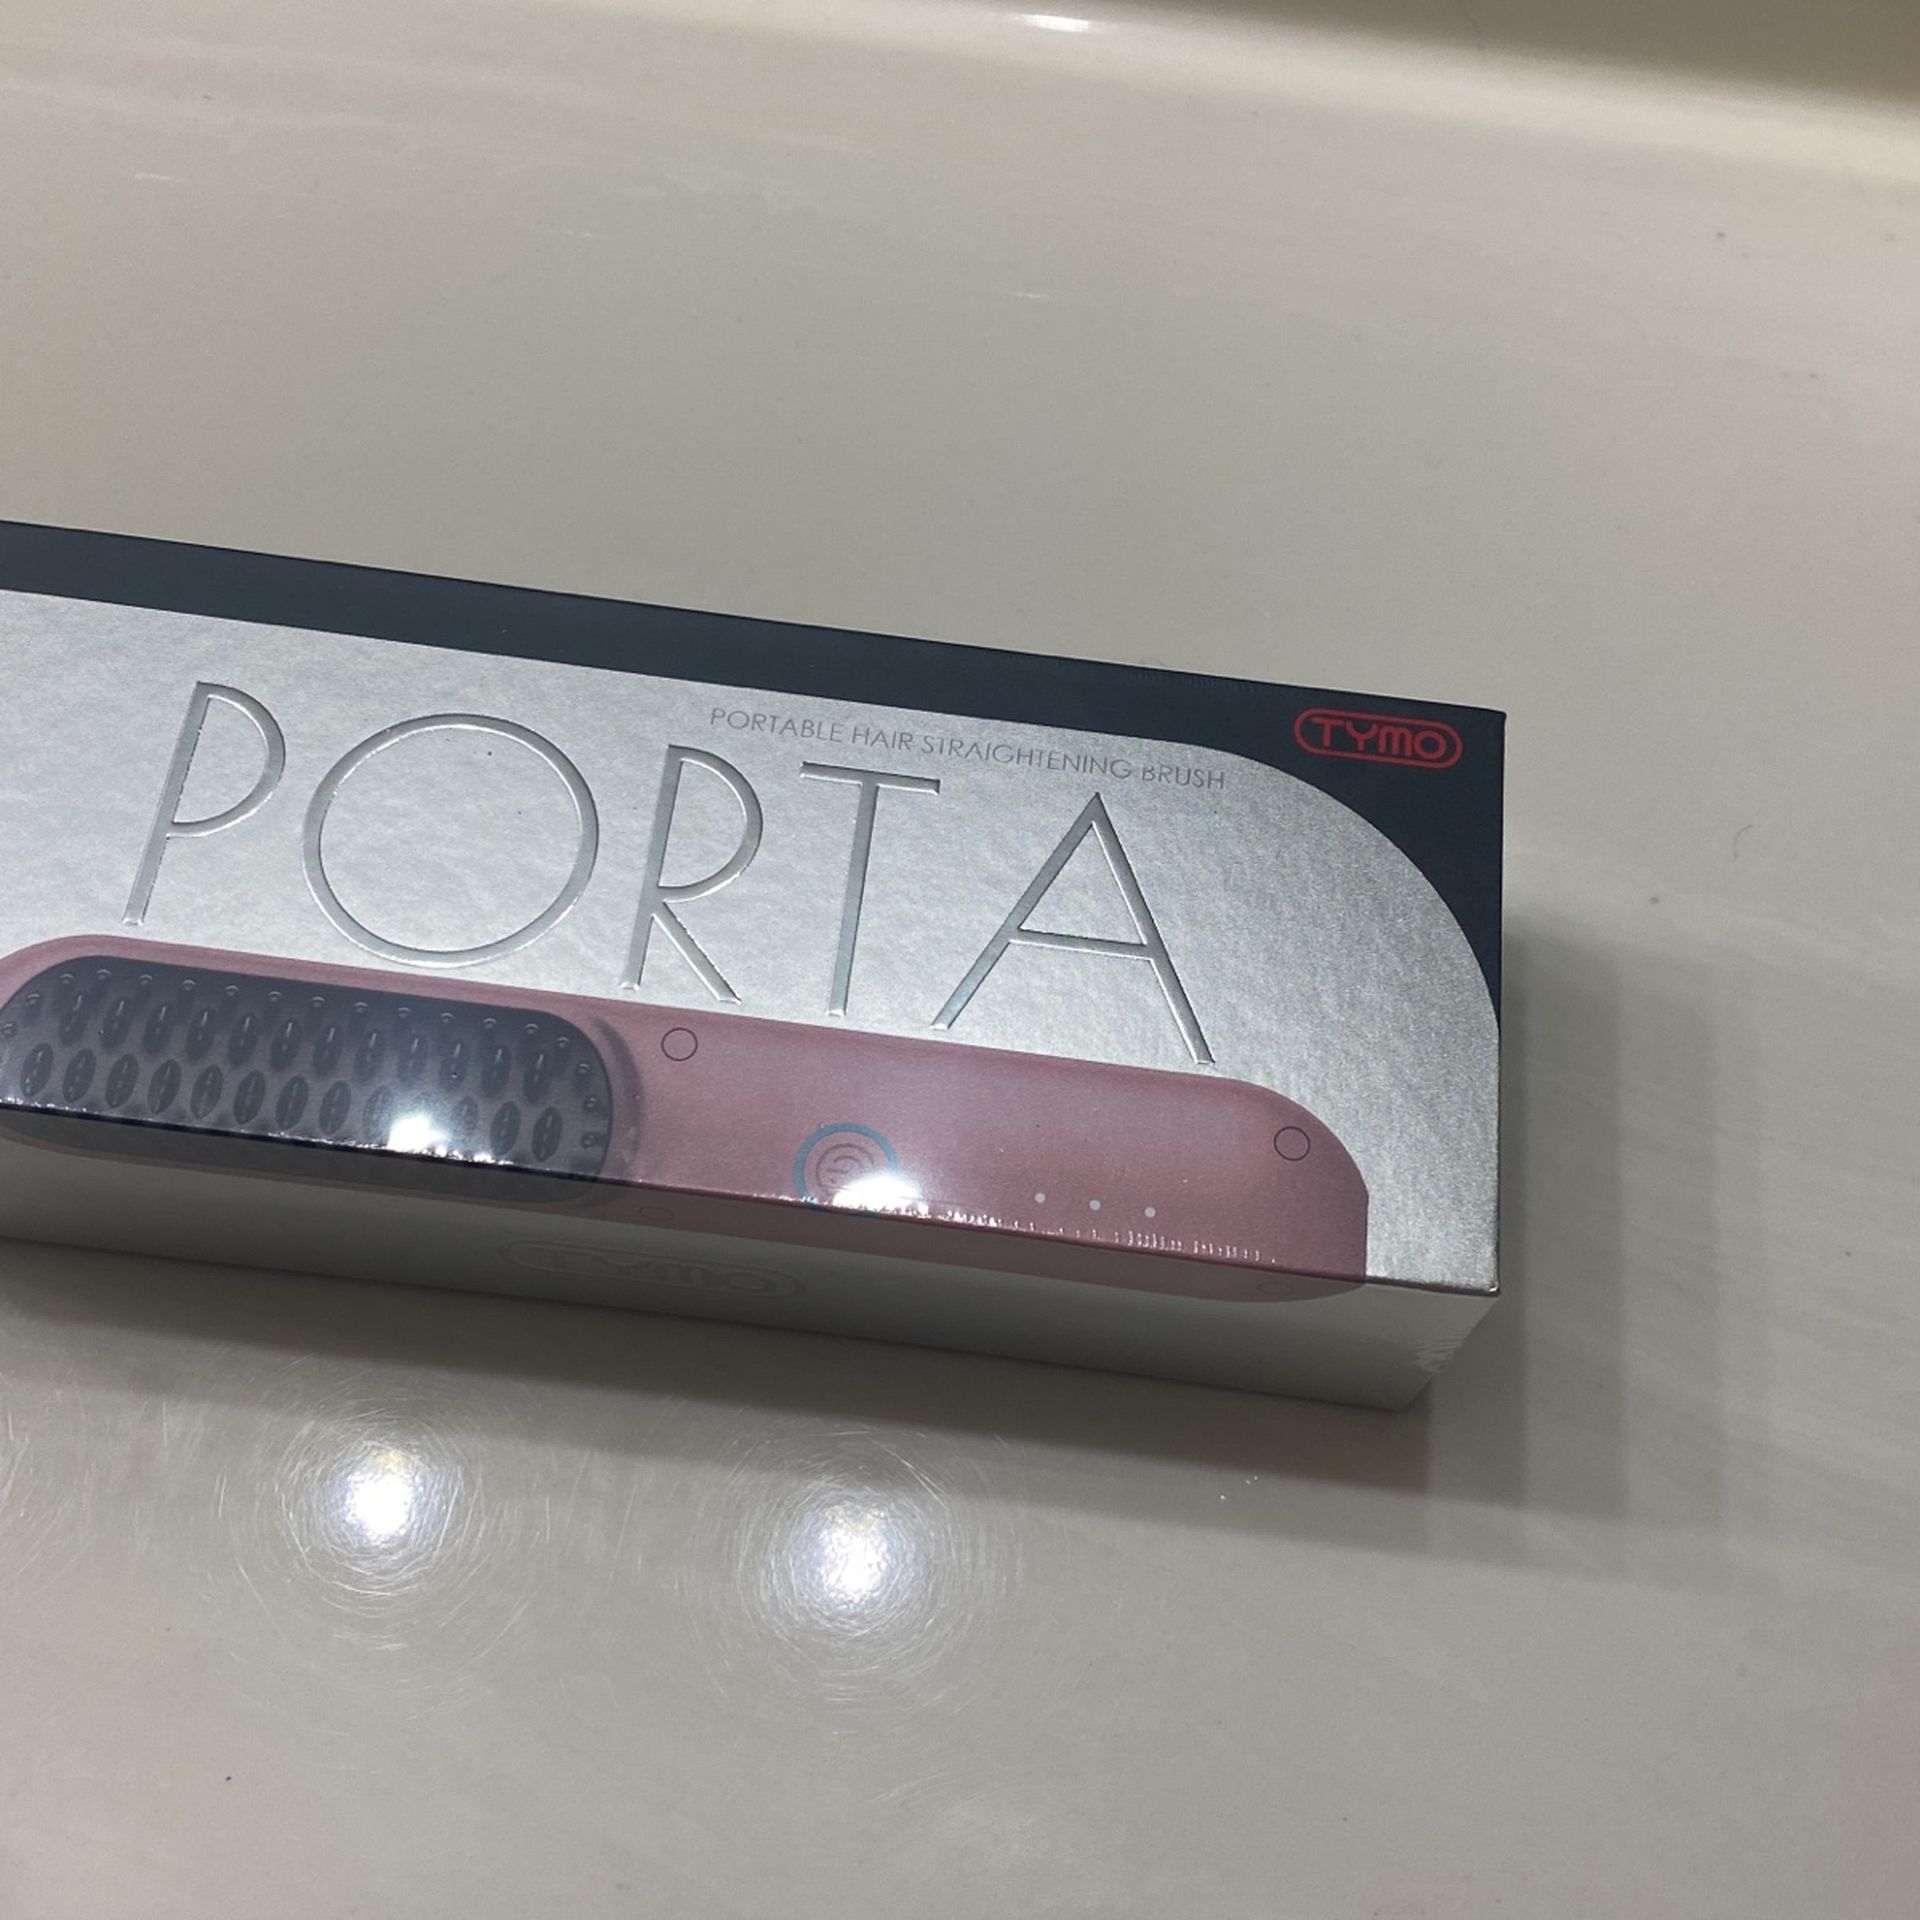 PORTABLE HAIR STRAIGHTENING BRUSH
TYMO
PORTA
TYMO